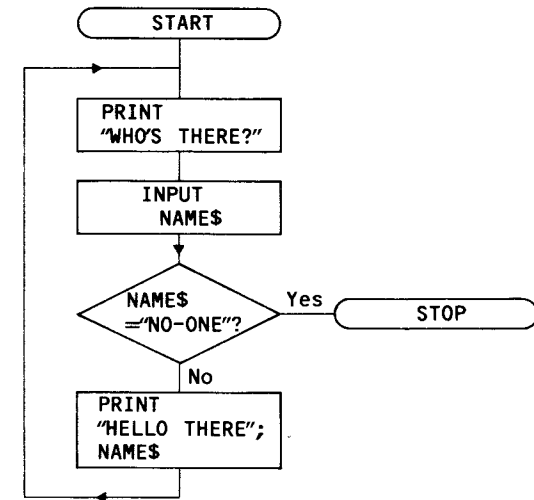 START
PRINT
"WHO'S THERE?"
INPUT
NAME$
NAME$
="NO-ONE"?
Yes
STOP
No
PRINT
"HELLO THERE";
NAME$